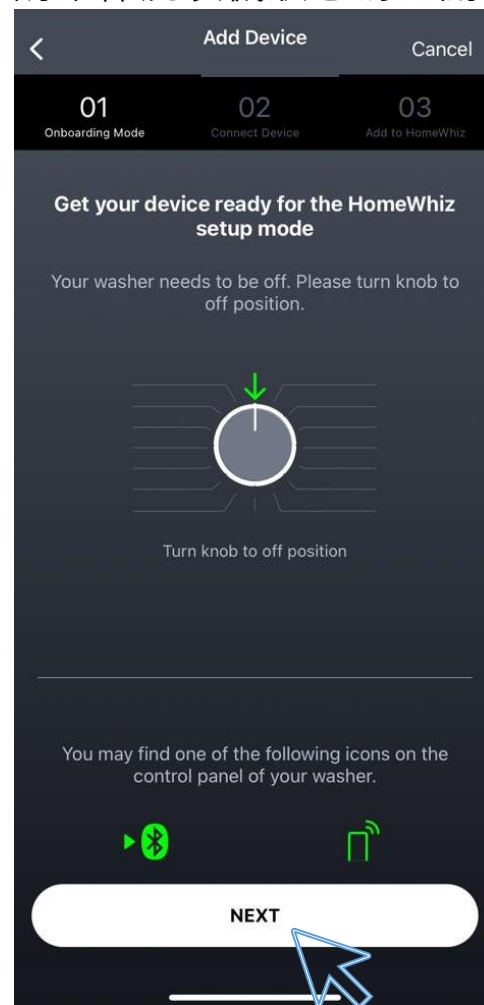 Add Device
Cancel
01
Onboarding Mode
02
Connect Device
03
Add to HomeWhiz
Get your device ready for the HomeWhiz
setup mode
Your washer needs to be off. Please turn knob to
off position.
Turn knob to off position
You may find one of the following icons on the
control panel of your washer.
NEXT